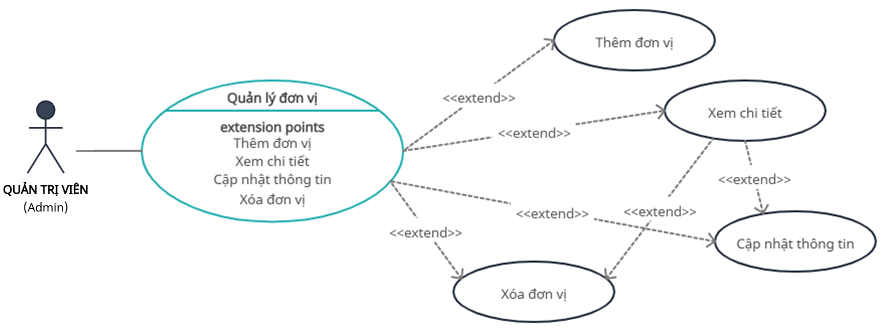 Thêm đơn vị
<<extend>>
Quản lý đơn vị
extension points
Thêm đơn vị
Xem chi tiết
Cập nhật thông tin
Xóa đơn vị
<<extend>>
Xem chi tiết
QUẢN TRỊ VIÊN
(Admin)
<<extend>>
<<extend>>
<<extend>>
<<extend>>
Cập nhật thông tin
Xóa đơn vị